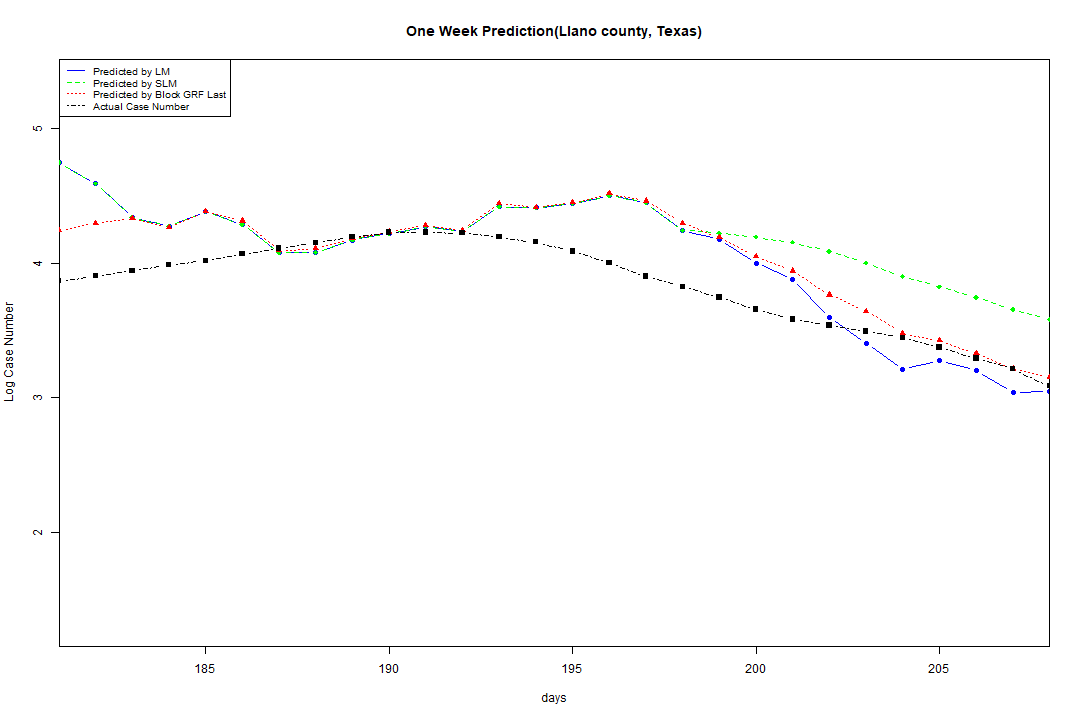 One Week Prediction(Llano county, Texas)
Predicted by LM
Predicted by SLM
Predicted by Block GRF Last
Actual Case Number
5
4
3
2
Log Case Number
185 190 195 200 205
days